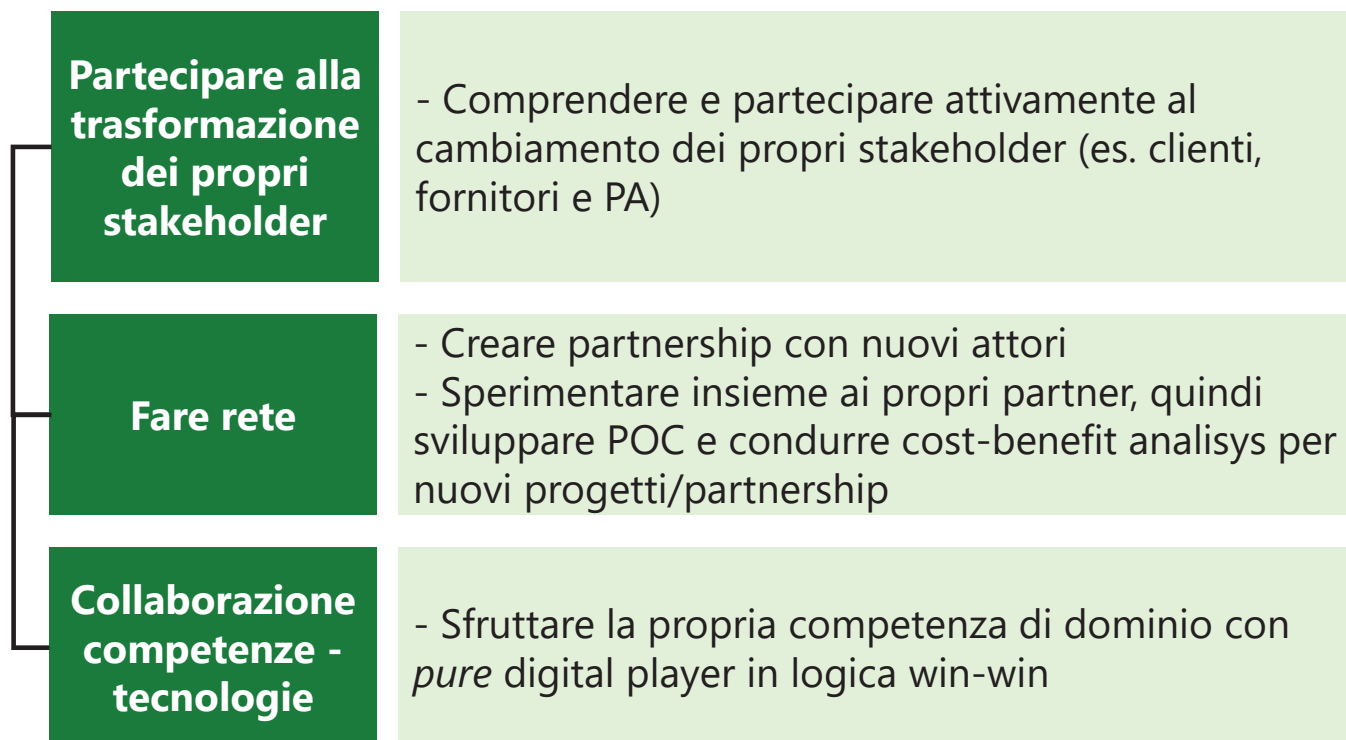 Partecipare alla
trasformazione
dei propri
stakeholder
- Comprendere e partecipare attivamente al
cambiamento dei propri stakeholder (es. clienti,
fornitori e PA)
Fare rete
- Creare partnership con nuovi attori
- Sperimentare insieme ai propri partner, quindi
sviluppare POC e condurre cost-benefit analisys per
nuovi progetti/partnership
Collaborazione
competenze -
tecnologie
- Sfruttare la propria competenza di dominio con
pure digital player in logica win-win